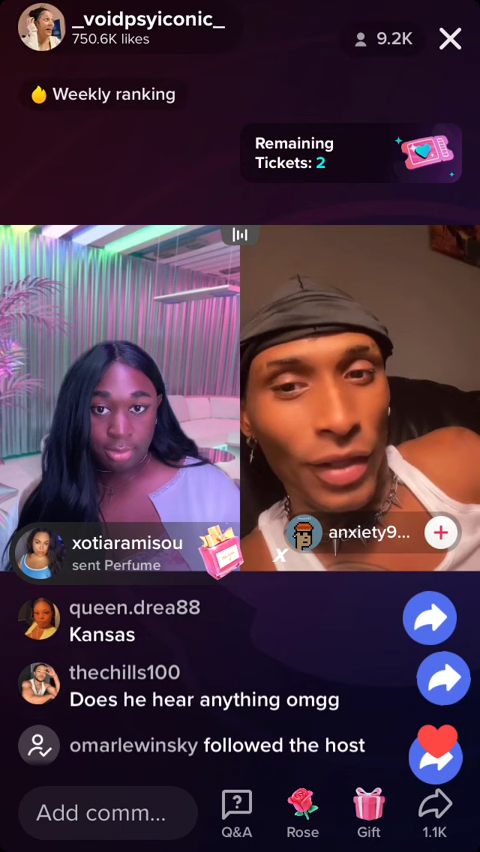 _voidpsyiconic_
750.6K likes
9.2K
Weekly ranking
Remaining
Tickets: 2
xotiaramisou
sent Perfume
anxiety9...
x
queen.drea88
Kansas
thechills100
Does he hear anything omgg
omarlewinsky followed the host
Add comm...
Q&A
Rose
Gift
1.1K